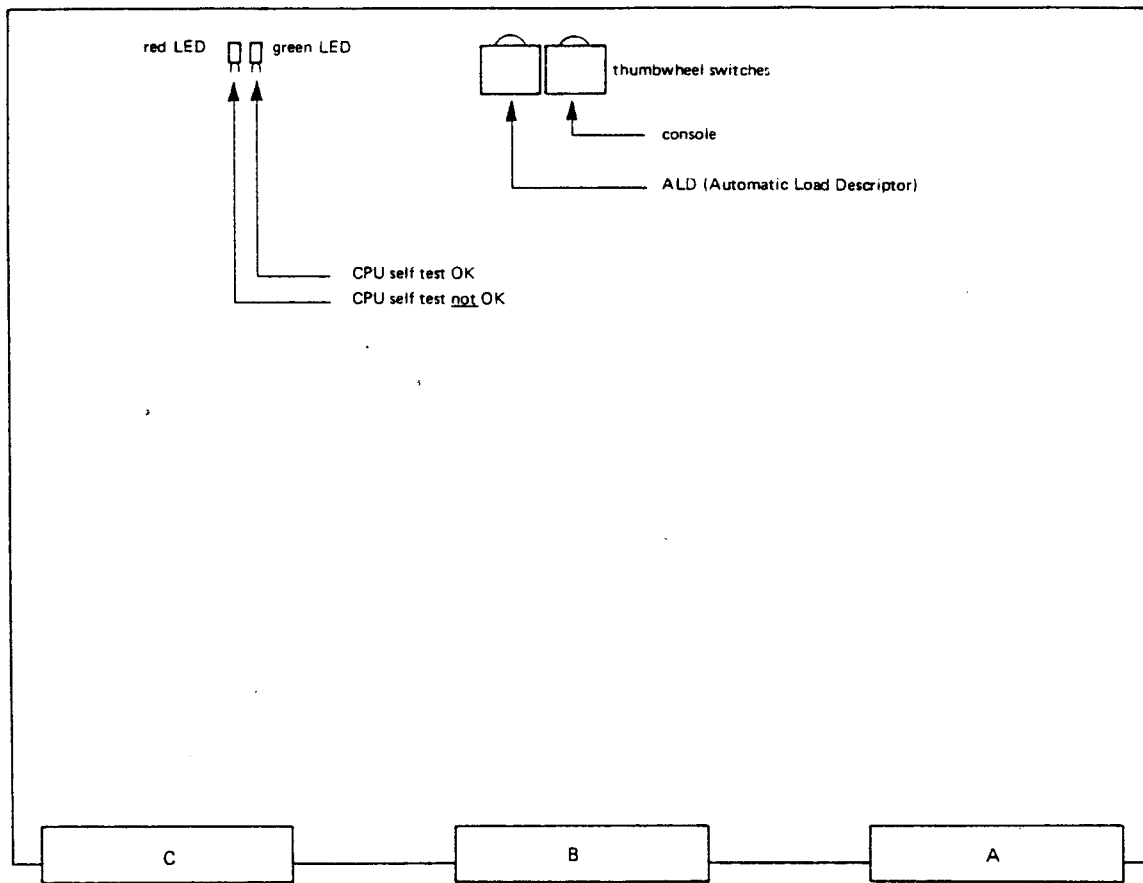 red LED
green LED
thumbwheel switches
console
ALD (Automatic Load Descriptor)
CPU self test OK
CPU self test not OK
C
B
A